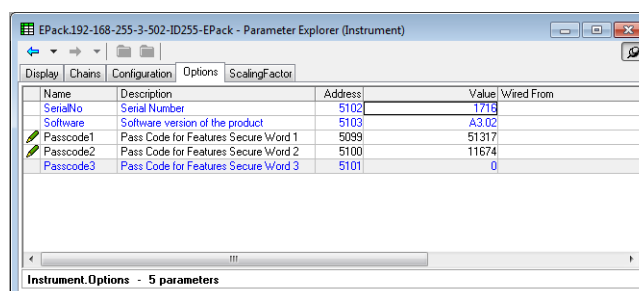 EPack.192-168-255-3-502-ID255-EPack - Parameter Explorer (Instrument)
Display Chains Configuration Options ScalingFactor
Name Description Address Value Wired From
SerialNo Serial Number 5102 1716
Software Software version of the product 5103 A3.02
Passcode1 Pass Code for Features Secure Word 1 5099 51317
Passcode2 Pass Code for Features Secure Word 2 5100 11674
Passcode3 Pass Code for Features Secure Word 3 5101 0
Instrument.Options - 5 parameters